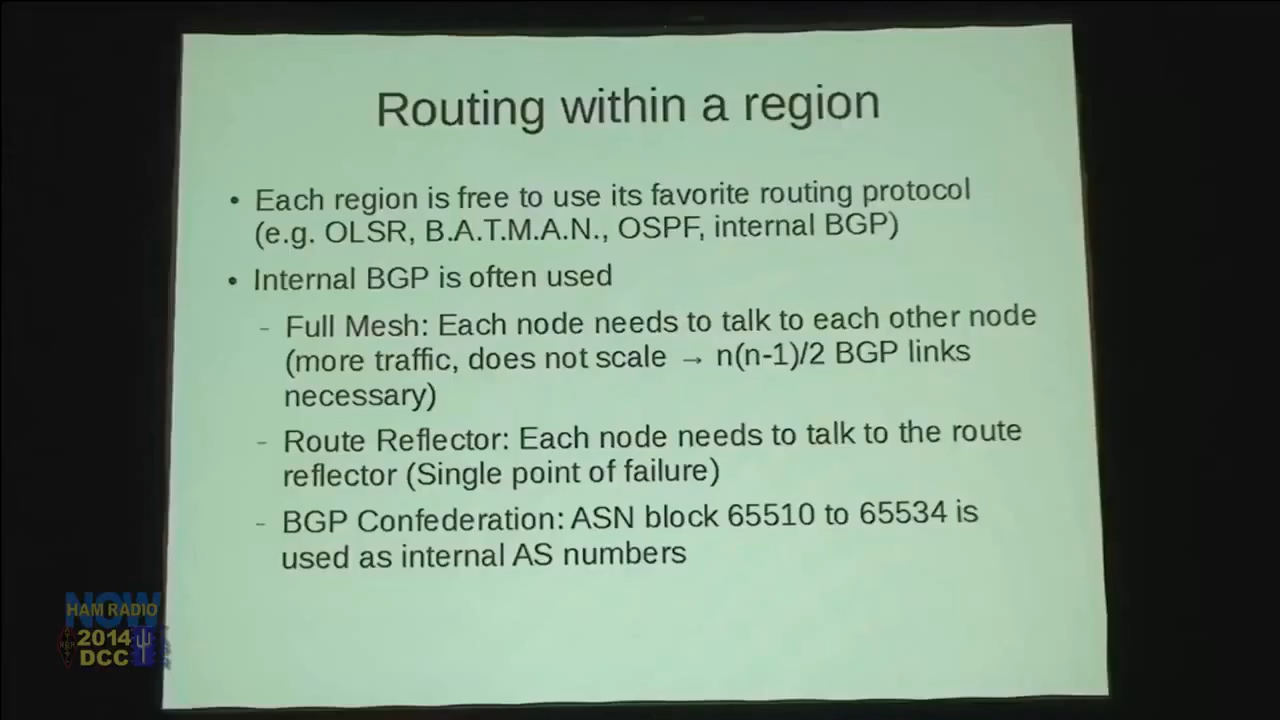 Routing within a region
• Each region is free to use its favorite routing protocol
(e.g. OLSR, B.A.T.M.A.N., OSPF, internal BGP)
• Internal BGP is often used
- Full Mesh: Each node needs to talk to each other node
(more traffic, does not scale → n(n-1)/2 BGP links
necessary)
- Route Reflector: Each node needs to talk to the route
reflector (Single point of failure)
- BGP Confederation: ASN block 65510 to 65534 is
used as internal AS numbers
NOW
HAM RADIO
2014
DCC